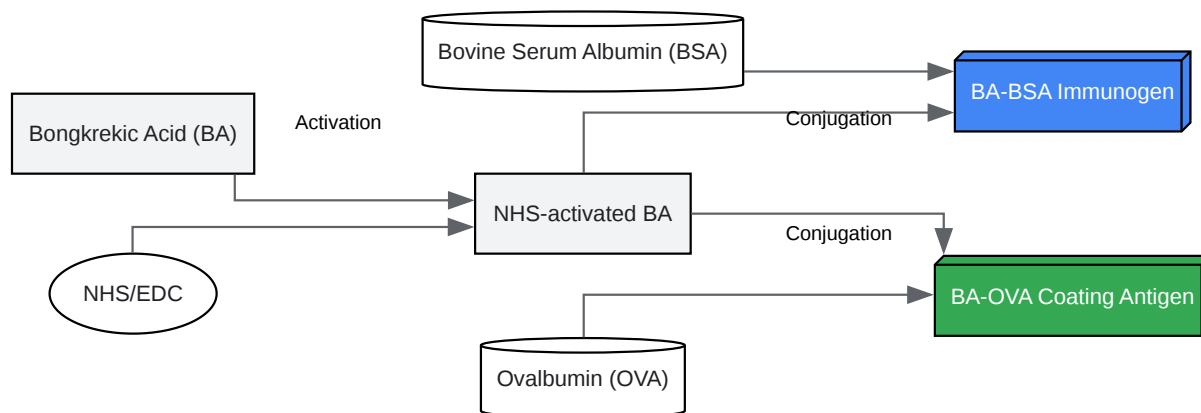 Bovine Serum Albumin (BSA)
BA-BSA Immunogen
Bongkrekic Acid (BA)
Activation
Conjugation
NHS-activated BA
Conjugation
NHS/EDC
BA-OVA Coating Antigen
Ovalbumin (OVA)